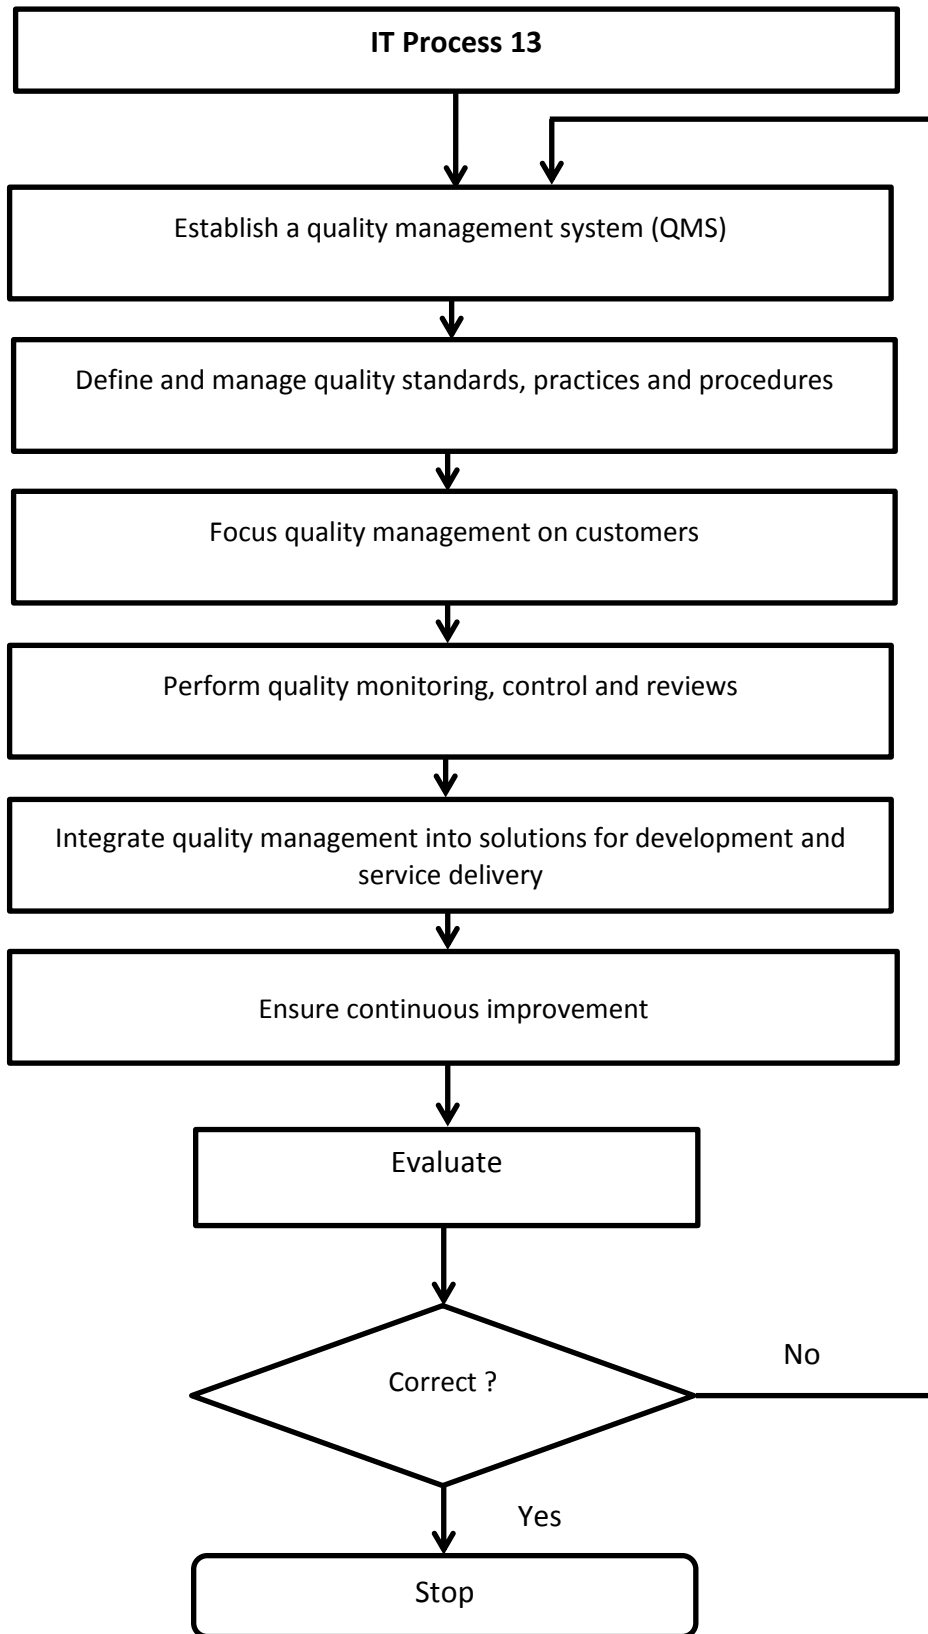 IT Process 13
Establish a quality management system (QMS)
Define and manage quality standards, practices and procedures
Focus quality management on customers
Perform quality monitoring, control and reviews
Integrate quality management into solutions for development and
service delivery
Ensure continuous improvement
Evaluate
Correct ?
No
Yes
Stop